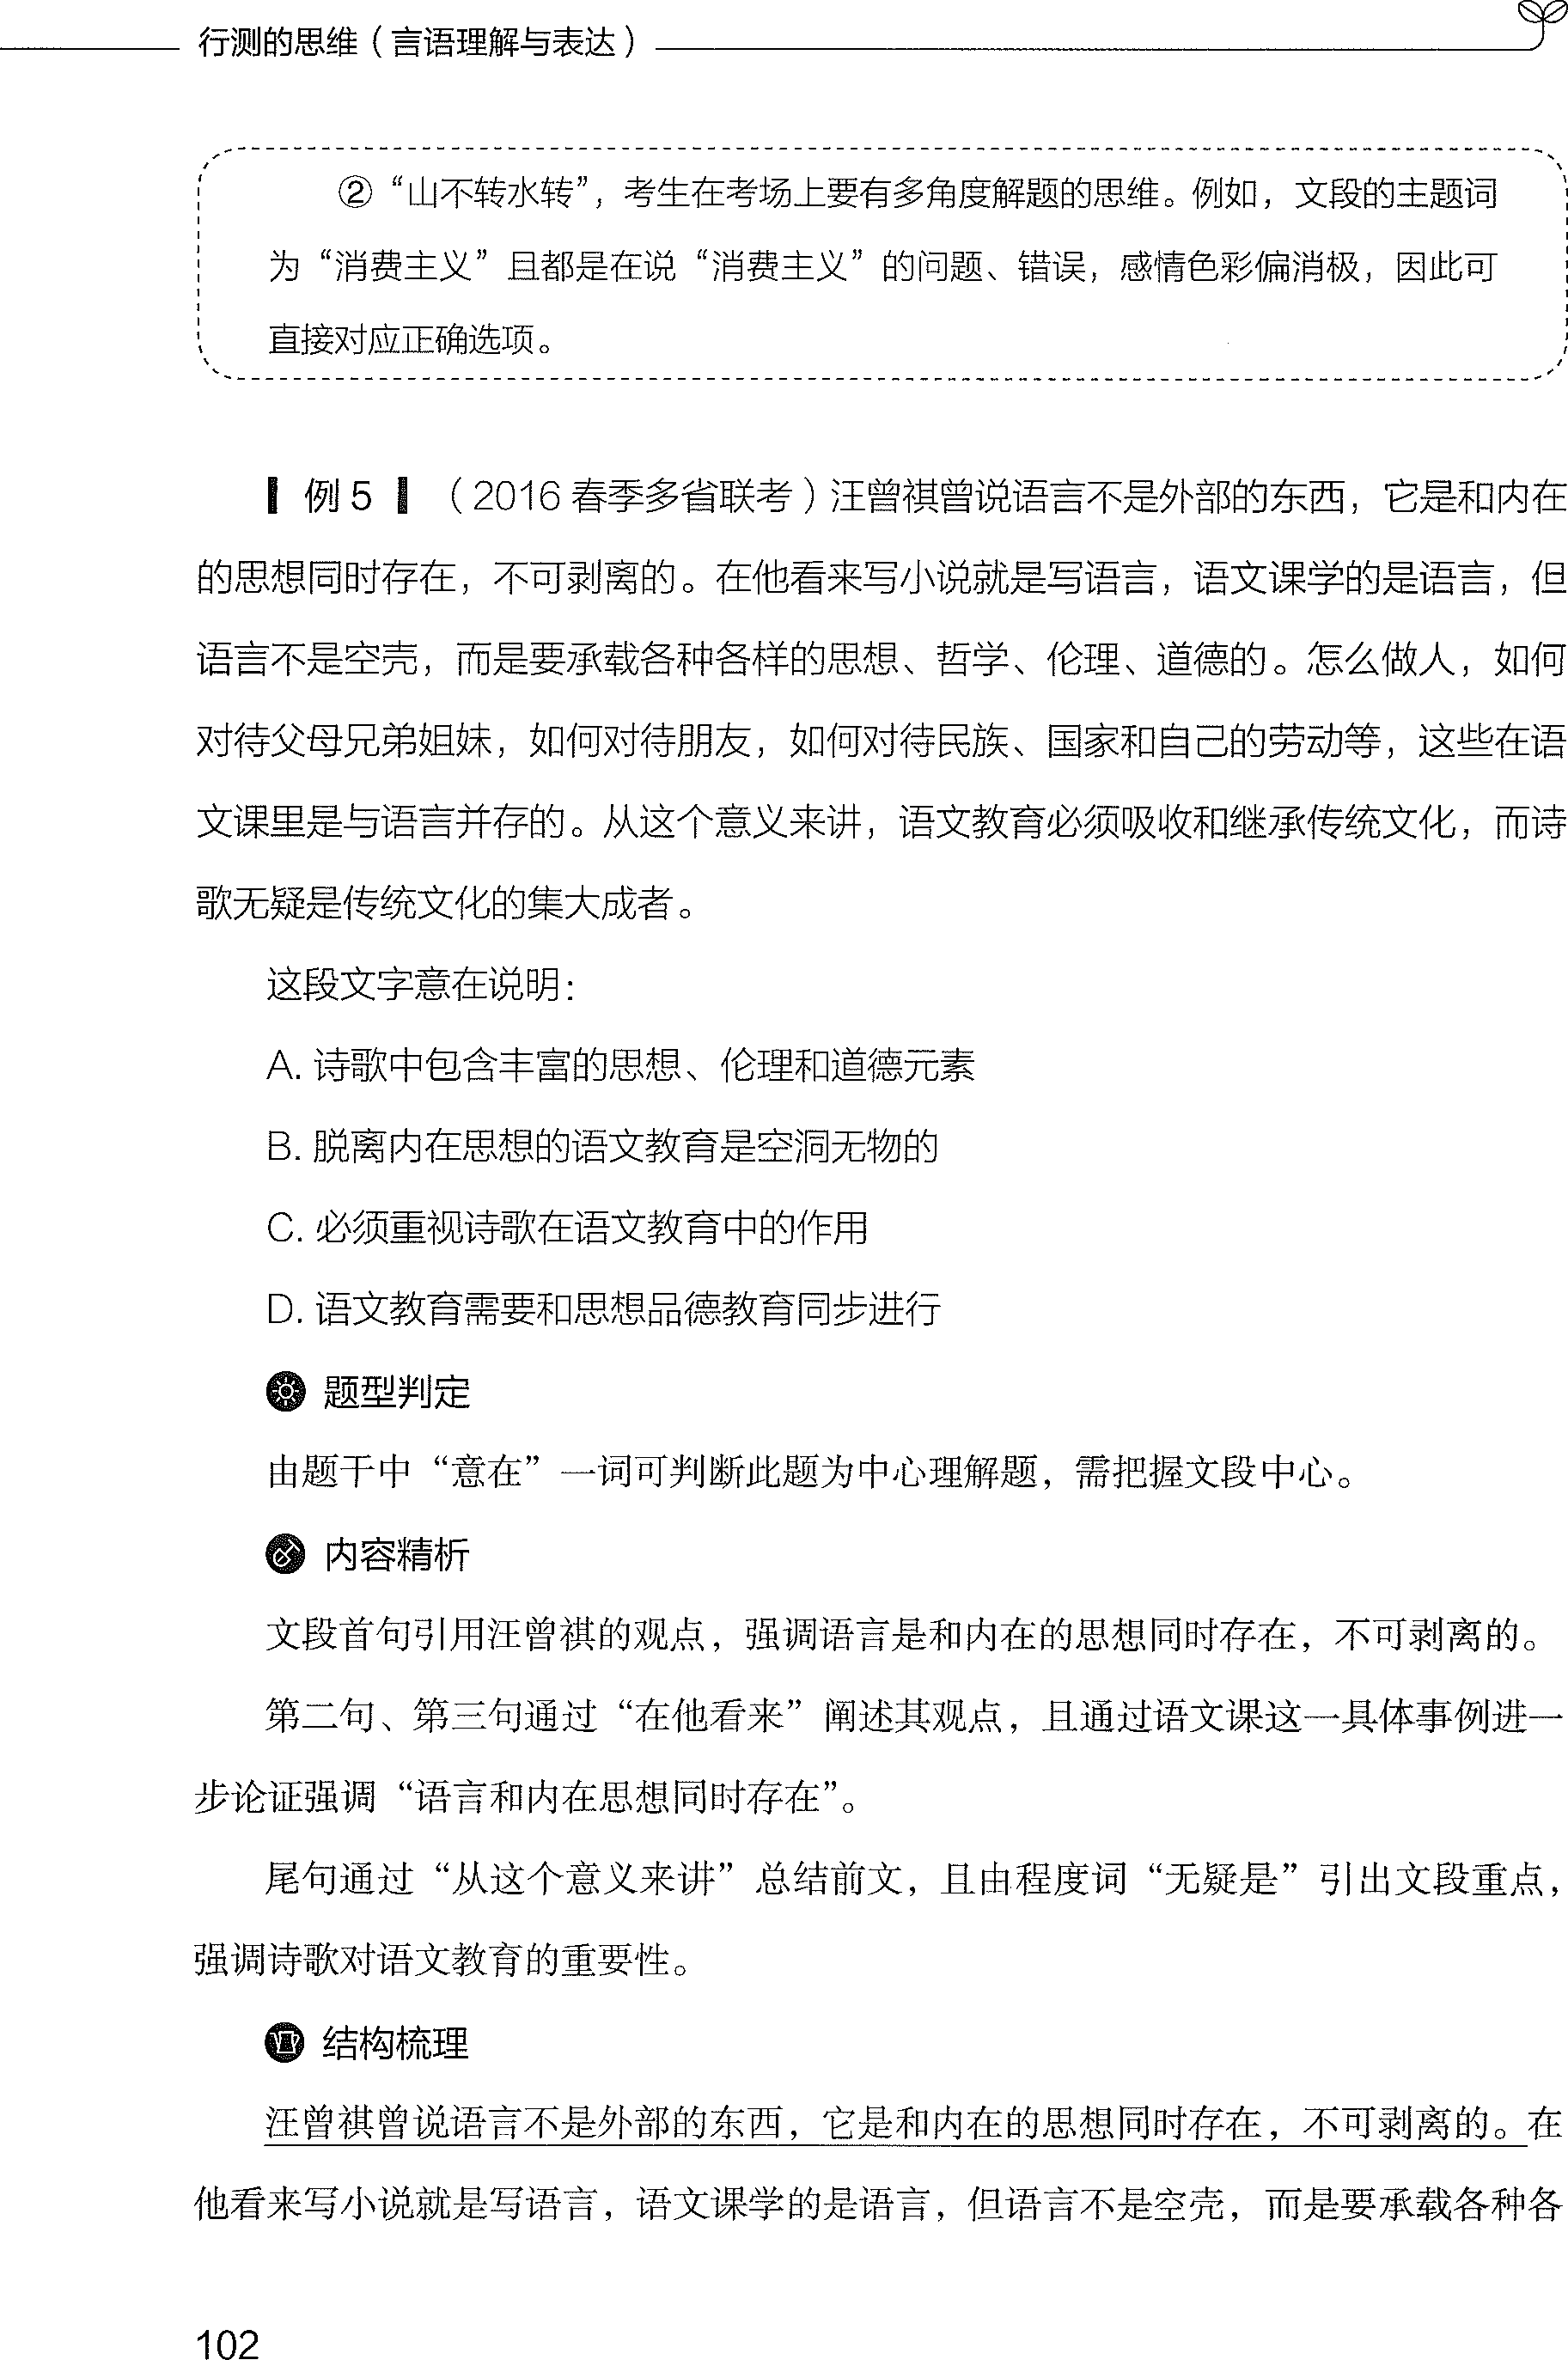 行测的思维（言语理解与表达）
②“山不转水转”，考生在考场上要有多角度解题的思维。例如，文段的主题词
为“消费主义”且都是在说“消费主义”的问题、错误，感情色彩偏消极，因此可
直接对应正确选项。
例5 （2016春季多省联考）汪曾祺曾说语言不是外部的东西，它是和内在
的思想同时存在，不可剥离的。在他看来写小说就是写语言，语文课学的是语言，但
语言不是空壳，而是要承载各种各样的思想、哲学、伦理、道德的。怎么做人，如何
对待父母兄弟姐妹，如何对待朋友，如何对待民族、国家和自己的劳动等，这些在语
文课里是与语言并存的。从这个意义来讲，语文教育必须吸收和继承传统文化，而诗
歌无疑是传统文化的集大成者。
这段文字意在说明：
A. 诗歌中包含丰富的思想、伦理和道德元素
B. 脱离内在思想的语文教育是空洞无物的
C. 必须重视诗歌在语文教育中的作用
D. 语文教育需要和思想品德教育同步进行
题型判定
由题干中“意在”一词可判断此题为中心理解题，需把握文段中心。
内容精析
文段首句引用汪曾祺的观点，强调语言是和内在的思想同时存在，不可剥离的。
第二句、第三句通过“在他看来”阐述其观点，且通过语文课这一具体事例进一
步论证强调“语言和内在思想同时存在”。
尾句通过“从这个意义来讲”总结前文，且由程度词“无疑是”引出文段重点，
强调诗歌对语文教育的重要性。
结构梳理
汪曾祺曾说语言不是外部的东西，它是和内在的思想同时存在，不可剥离的。在
他看来写小说就是写语言，语文课学的是语言，但语言不是空壳，而是要承载各种各
102